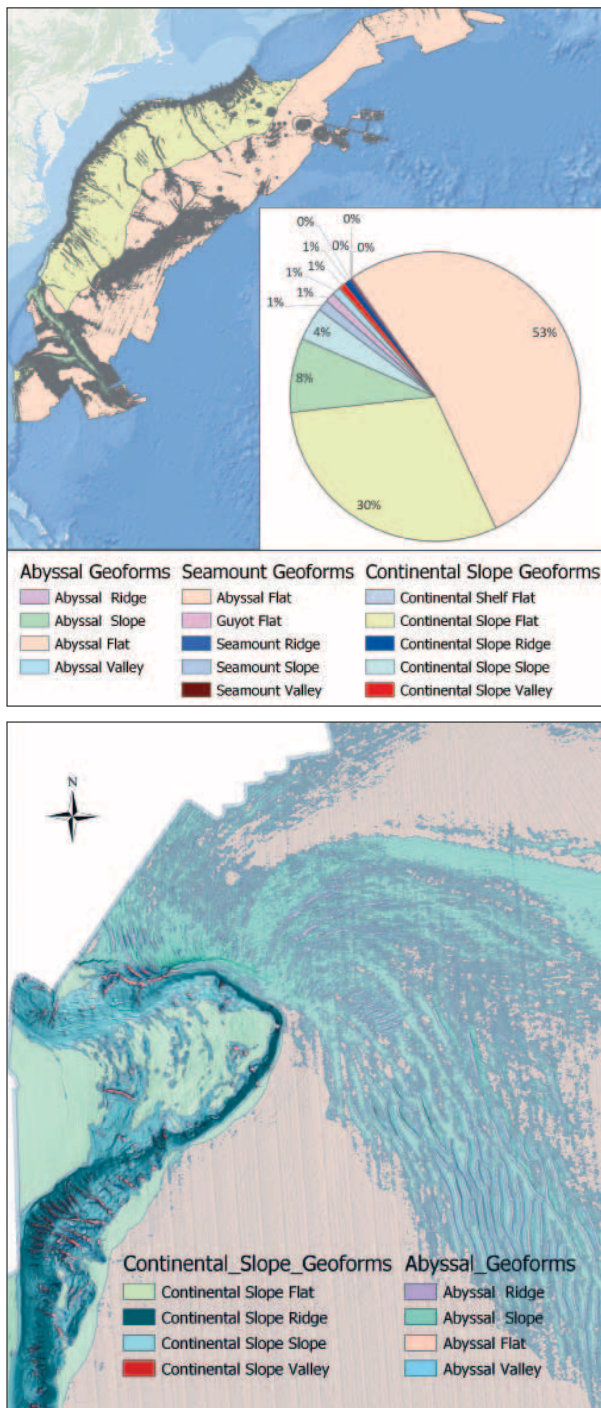 0%
0%
1%
0%
0%
1%
1%
1%
1%
4%
53%
8%
30%
Abyssal Geoforms
Abyssal Ridge
Abyssal Slope
Abyssal Flat
Abyssal Valley
Seamount Geoforms
Abyssal Flat
Guyot Flat
Seamount Ridge
Seamount Slope
Seamount Valley
Continental Slope Geoforms
Continental Shelf Flat
Continental Slope Flat
Continental Slope Ridge
Continental Slope Slope
Continental Slope Valley
N
Continental_Slope_Geoforms
Continental Slope Flat
Continental Slope Ridge
Continental Slope Slope
Continental Slope Valley
Abyssal_Geoforms
Abyssal Ridge
Abyssal Slope
Abyssal Flat
Abyssal Valley